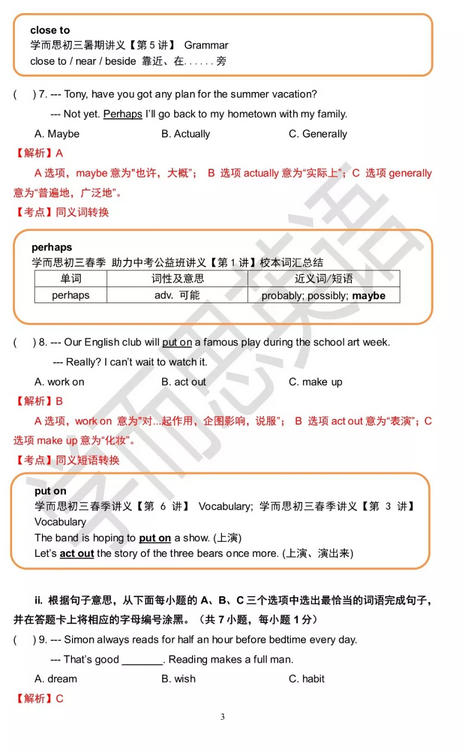 close to
学而思初三暑期讲义【第 5 讲】 Grammar
close to / near / beside 靠近、在......旁
( ) 7. --- Tony, have you got any plan for the summer vacation?
--- Not yet. Perhaps I'll go back to my hometown with my family.
A. Maybe B. Actually C. Generally
【解析】A
A 选项，maybe 意为"也许，大概"； B 选项 actually 意为"实际上"；C 选项 generally
意为"普遍地，广泛地"。
【考点】同义词转换
perhaps
学而思初三春季 助力中考公益班讲义【第 1 讲】校本词汇总结
单词 词性及意思 近义词/短语
perhaps adv. 可能 probably; possibly; maybe
( ) 8. --- Our English club will put on a famous play during the school art week.
--- Really? I can't wait to watch it.
A. work on B. act out C. make up
【解析】B
A 选项，work on 意为"对...起作用，企图影响，说服"； B 选项 act out 意为"表演"；C
选项 make up 意为"化妆"。
【考点】同义短语转换
put on
学而思初三春季讲义【第 6 讲】 Vocabulary; 学而思初三春季讲义【第 3 讲】
Vocabulary
The band is hoping to put on a show. (上演)
Let's act out the story of the three bears once more. (上演、演出来)
ii. 根据句子意思，从下面每小题的 A、B、C 三个选项中选出最恰当的词语完成句子，
并在答题卡上将相应的字母编号涂黑。（共 7 小题，每小题 1 分）
( ) 9. --- Simon always reads for half an hour before bedtime every day.
--- That's good _______. Reading makes a full man.
A. dream B. wish C. habit
【解析】C
3
学而思英语